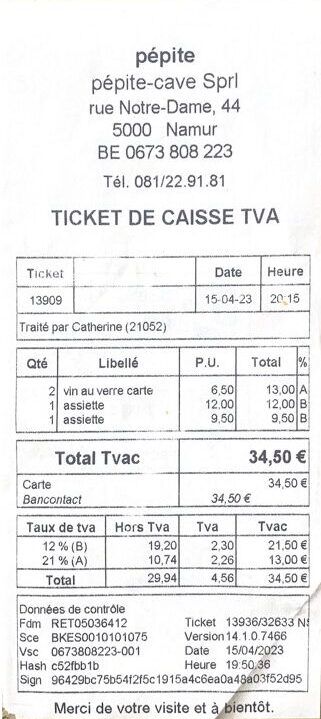 pépite
pépite-cave Sprl
rue Notre-Dame, 44
5000 Namur
BE 0673 808 223
Tél. 081/22.91.81
TICKET DE CAISSE TVA
Ticket Date Heure
13909 15-04-23 20:15
Traité par Catherine (21052)
Qté Libellé P.U. Total %
2 vin au verre carte 6,50 13,00 A
1 assiette 12,00 12,00 B
1 assiette 9,50 9,50 B
Total Tvac 34,50 €
Carte 34,50 €
Bancontact 34,50 €
Taux de tva Hors Tva Tva Tvac
12 % (B) 19,20 2,30 21,50 €
21 % (A) 10,74 2,26 13,00 €
Total 29,94 4,56 34,50 €
Données de contrôle
Fdm RET05036412 Ticket 13936/32633 NS
Sce BKES0010101075 Version 14.1.0.7466
Vsc 0673808223-001 Date 15/04/2023
Hash c52fbb1b Heure 19:50:36
Sign 96429bc75b54f2f5c1915a4c6ea0a48a03f52d95
Merci de votre visite et à bientôt.